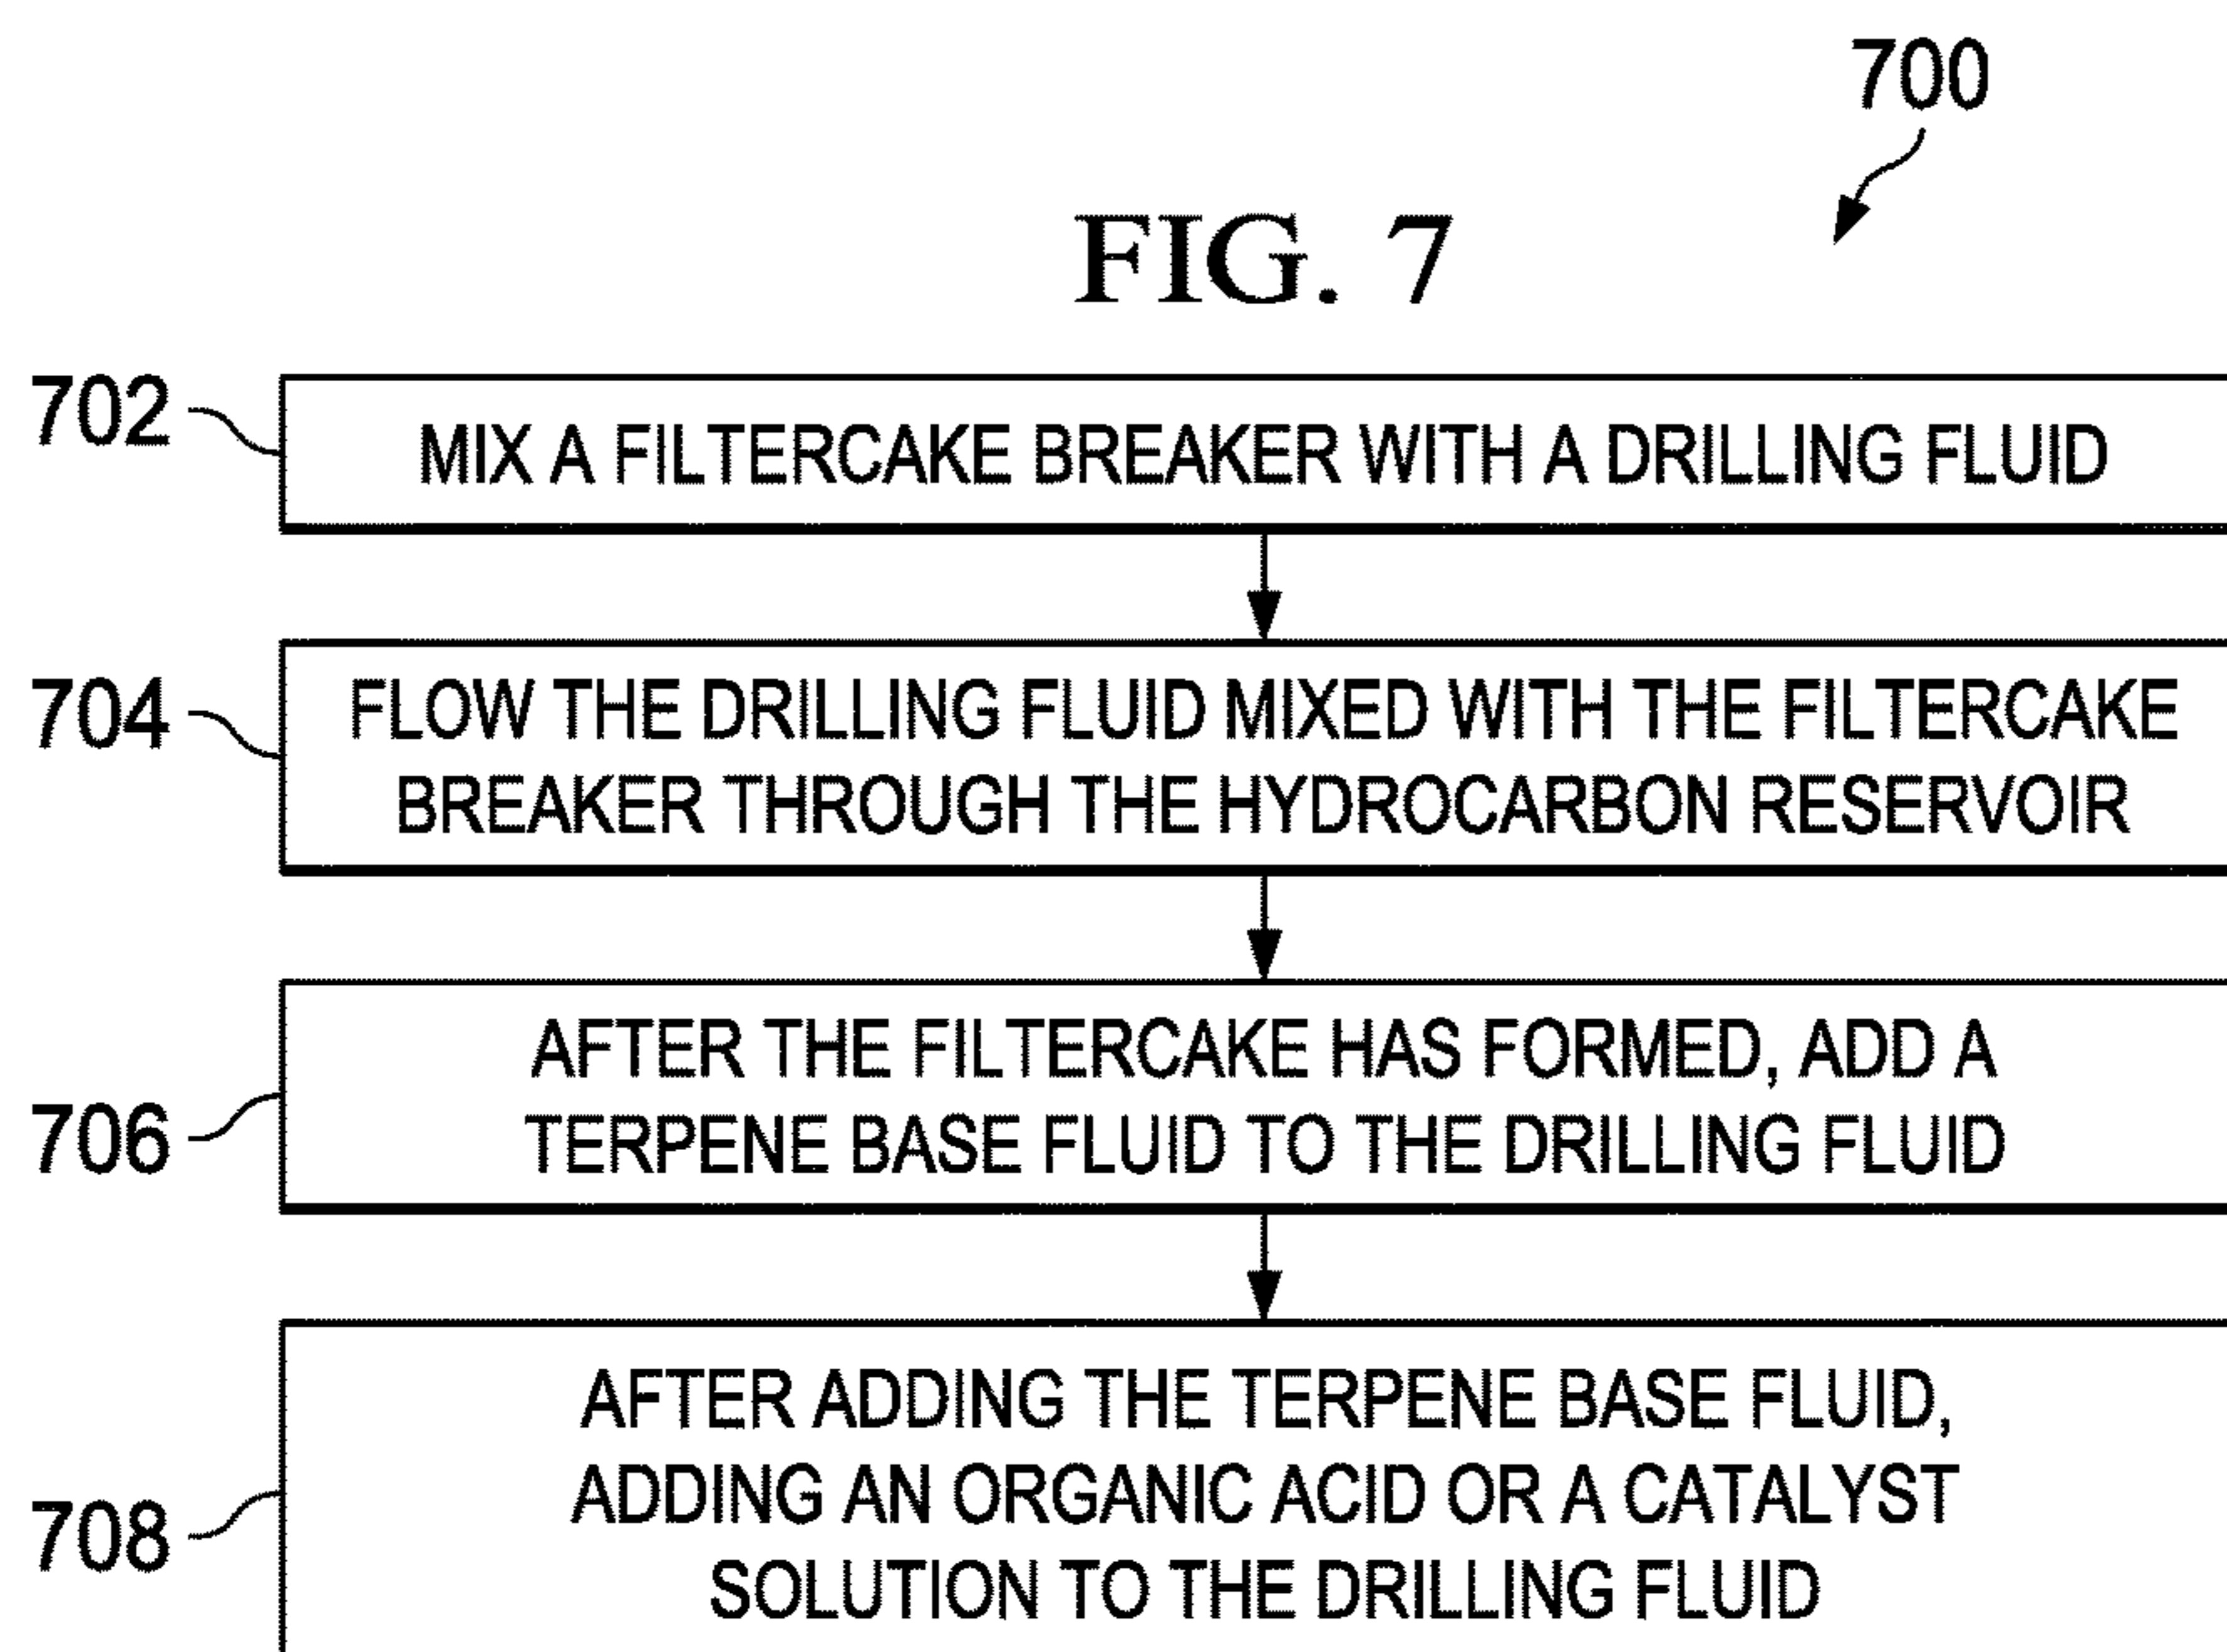 700
FIG. 7
702
MIX A FILTERCAKE BREAKER WITH A DRILLING FLUID
704
FLOW THE DRILLING FLUID MIXED WITH THE FILTERCAKE
BREAKER THROUGH THE HYDROCARBON RESERVOIR
706
AFTER THE FILTERCAKE HAS FORMED, ADD A
TERPENE BASE FLUID TO THE DRILLING FLUID
708
AFTER ADDING THE TERPENE BASE FLUID,
ADDING AN ORGANIC ACID OR A CATALYST
SOLUTION TO THE DRILLING FLUID